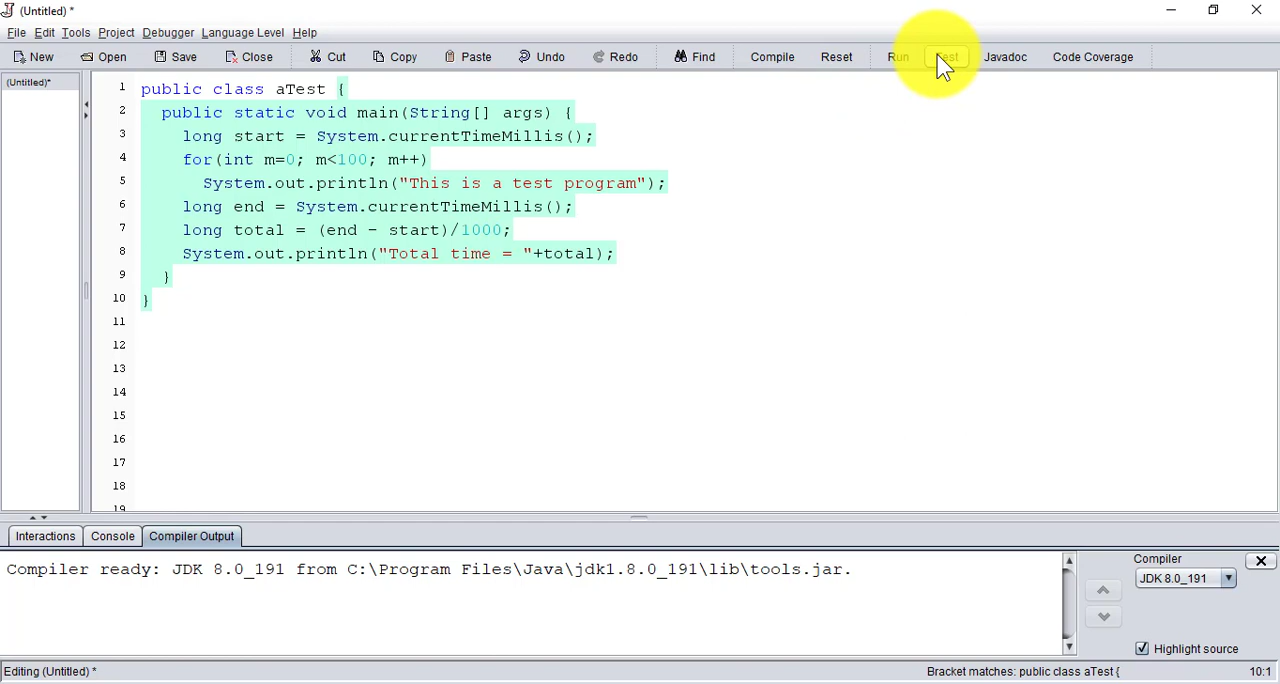 (Untitled) *
File Edit Tools Project Debugger Language Level Help
New Open Save Close Cut Copy Paste Undo Redo Find Compile Reset Run Test Javadoc Code Coverage
(Untitled)*
1 public class aTest {
2 public static void main(String[] args) {
3 long start = System.currentTimeMillis();
4 for(int m=0; m<100; m++)
5 System.out.println("This is a test program");
6 long end = System.currentTimeMillis();
7 long total = (end - start)/1000;
8 System.out.println("Total time = "+total);
9 }
10 }
11
12
13
14
15
16
17
18
19
Interactions Console Compiler Output
Compiler ready: JDK 8.0_191 from C:\Program Files\Java\jdk1.8.0_191\lib\tools.jar.
Compiler
JDK 8.0_191
Highlight source
Editing (Untitled) * Bracket matches: public class aTest { 10:1